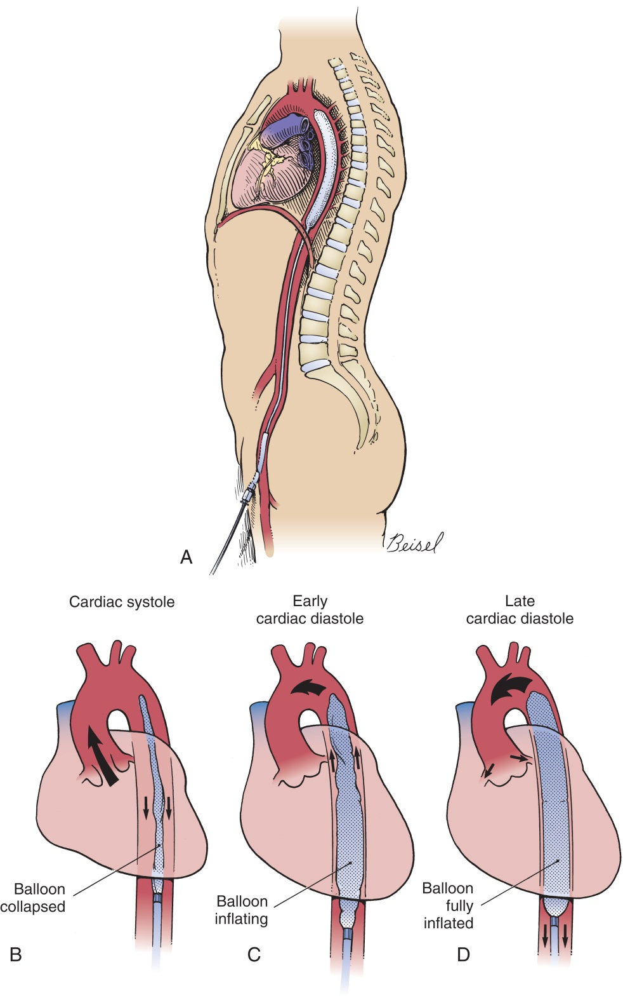 Beisel
A
Cardiac systole
Early
cardiac diastole
Late
cardiac diastole
Balloon
collapsed
Balloon
inflating
Balloon
fully
inflated
B
C
D